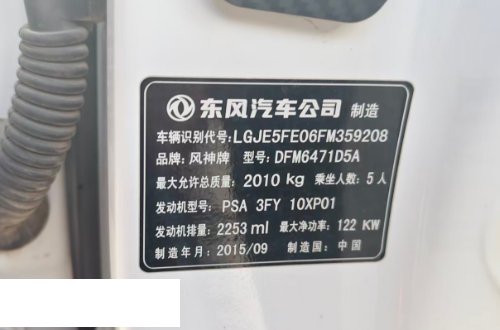 东风汽车公司 制造
车辆识别代号:LGJE5FE06FM359208
品牌:风神牌 型号:DFM6471D5A
最大允许总质量:2010 kg 乘坐人数:5人
发动机型号:PSA 3FY 10XP01
发动机排量:2253 ml 最大净功率:122 KW
制造年月:2015/09 制造国:中国